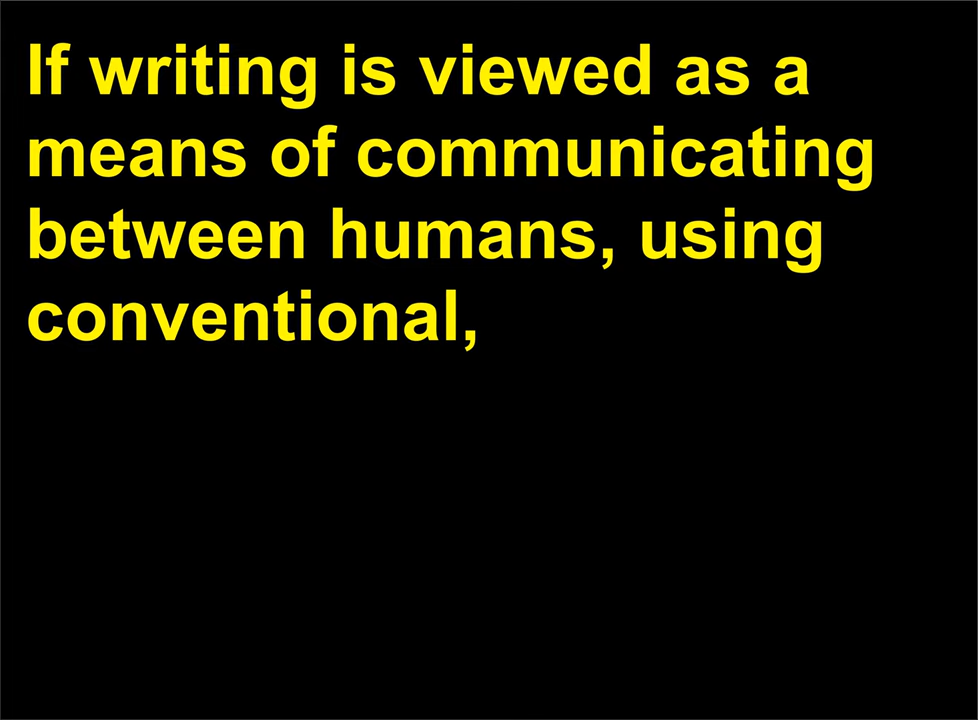 If writing is viewed as a
means of communicating
between humans, using
conventional,